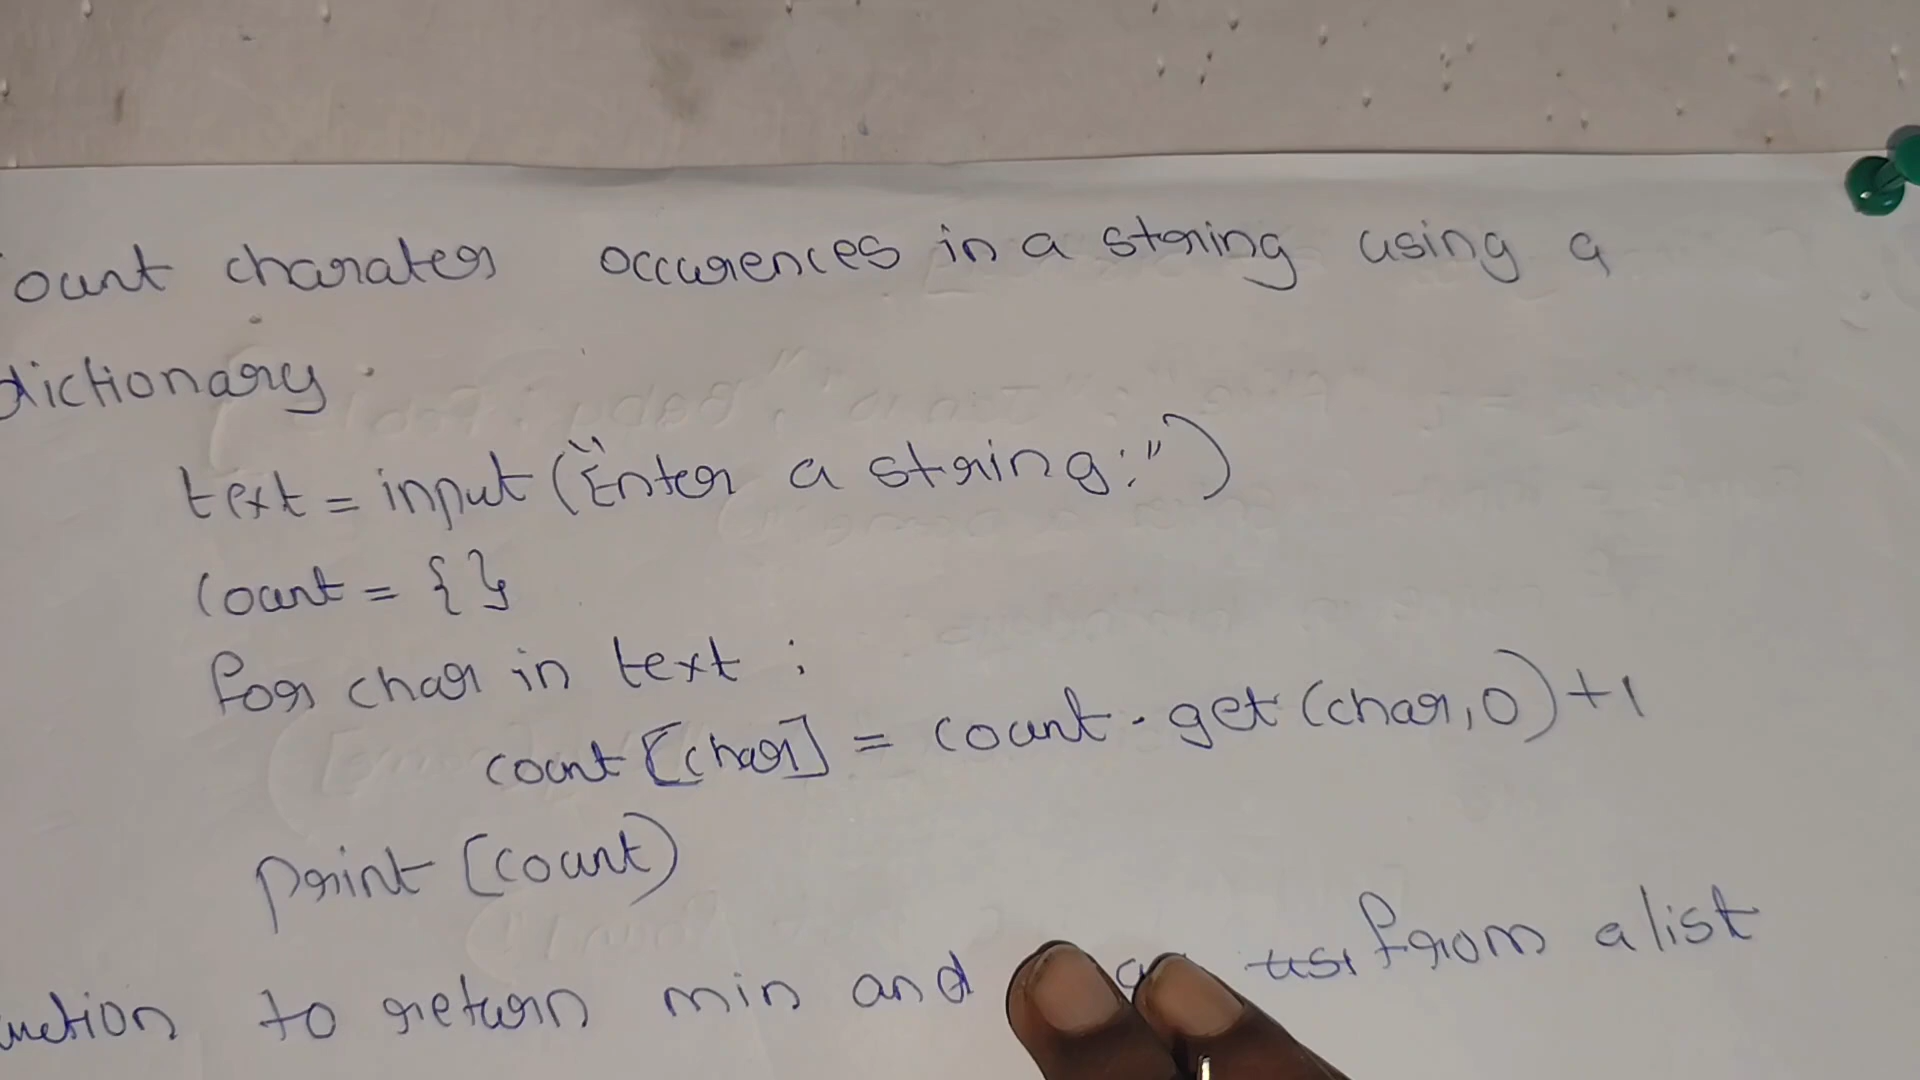 ount charater occurences in a string using a
dictionary.
text = input ("Enter a string:")
Count = { }
for char in text :
count [char] = count . get (char, 0) +1
print (count)
to return min and from a list